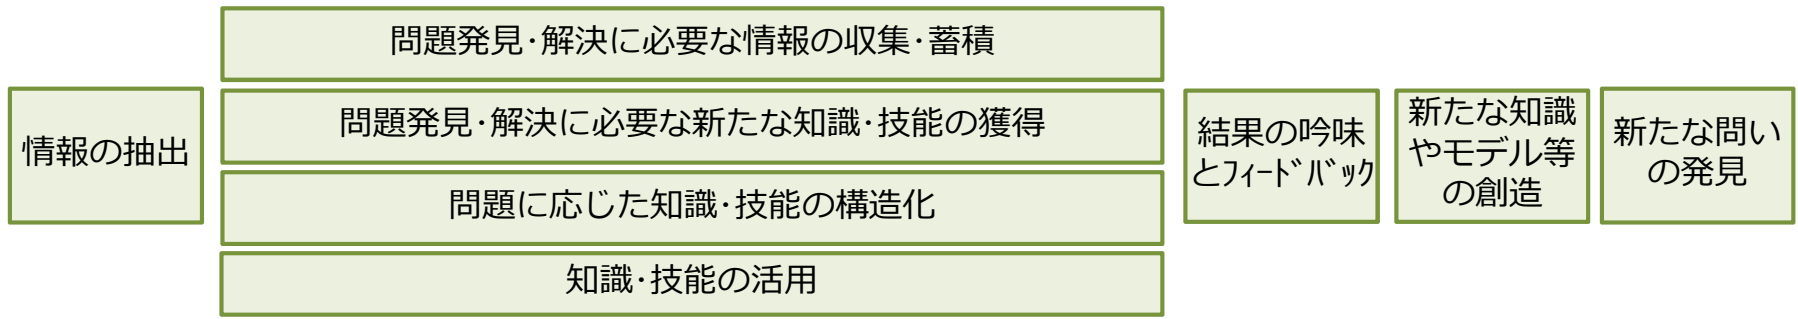 情報の抽出
問題発見･解決に必要な情報の収集･蓄積
問題発見･解決に必要な新たな知識･技能の獲得
問題に応じた知識･技能の構造化
知識･技能の活用
結果の吟味
とﾌｨｰﾄﾞﾊﾞｯｸ
新たな知識
やモデル等
の創造
新たな問い
の発見